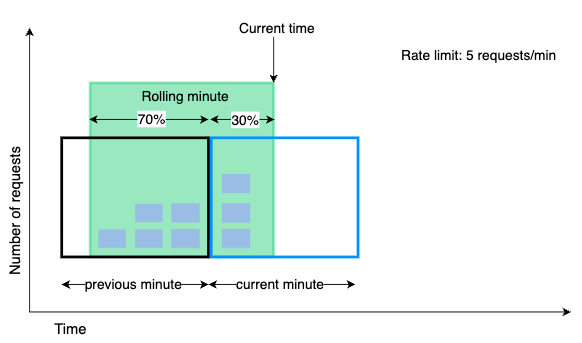 Current time
Rate limit: 5 requests/min
Rolling minute
70%
30%
Number of requests
previous minute
current minute
Time